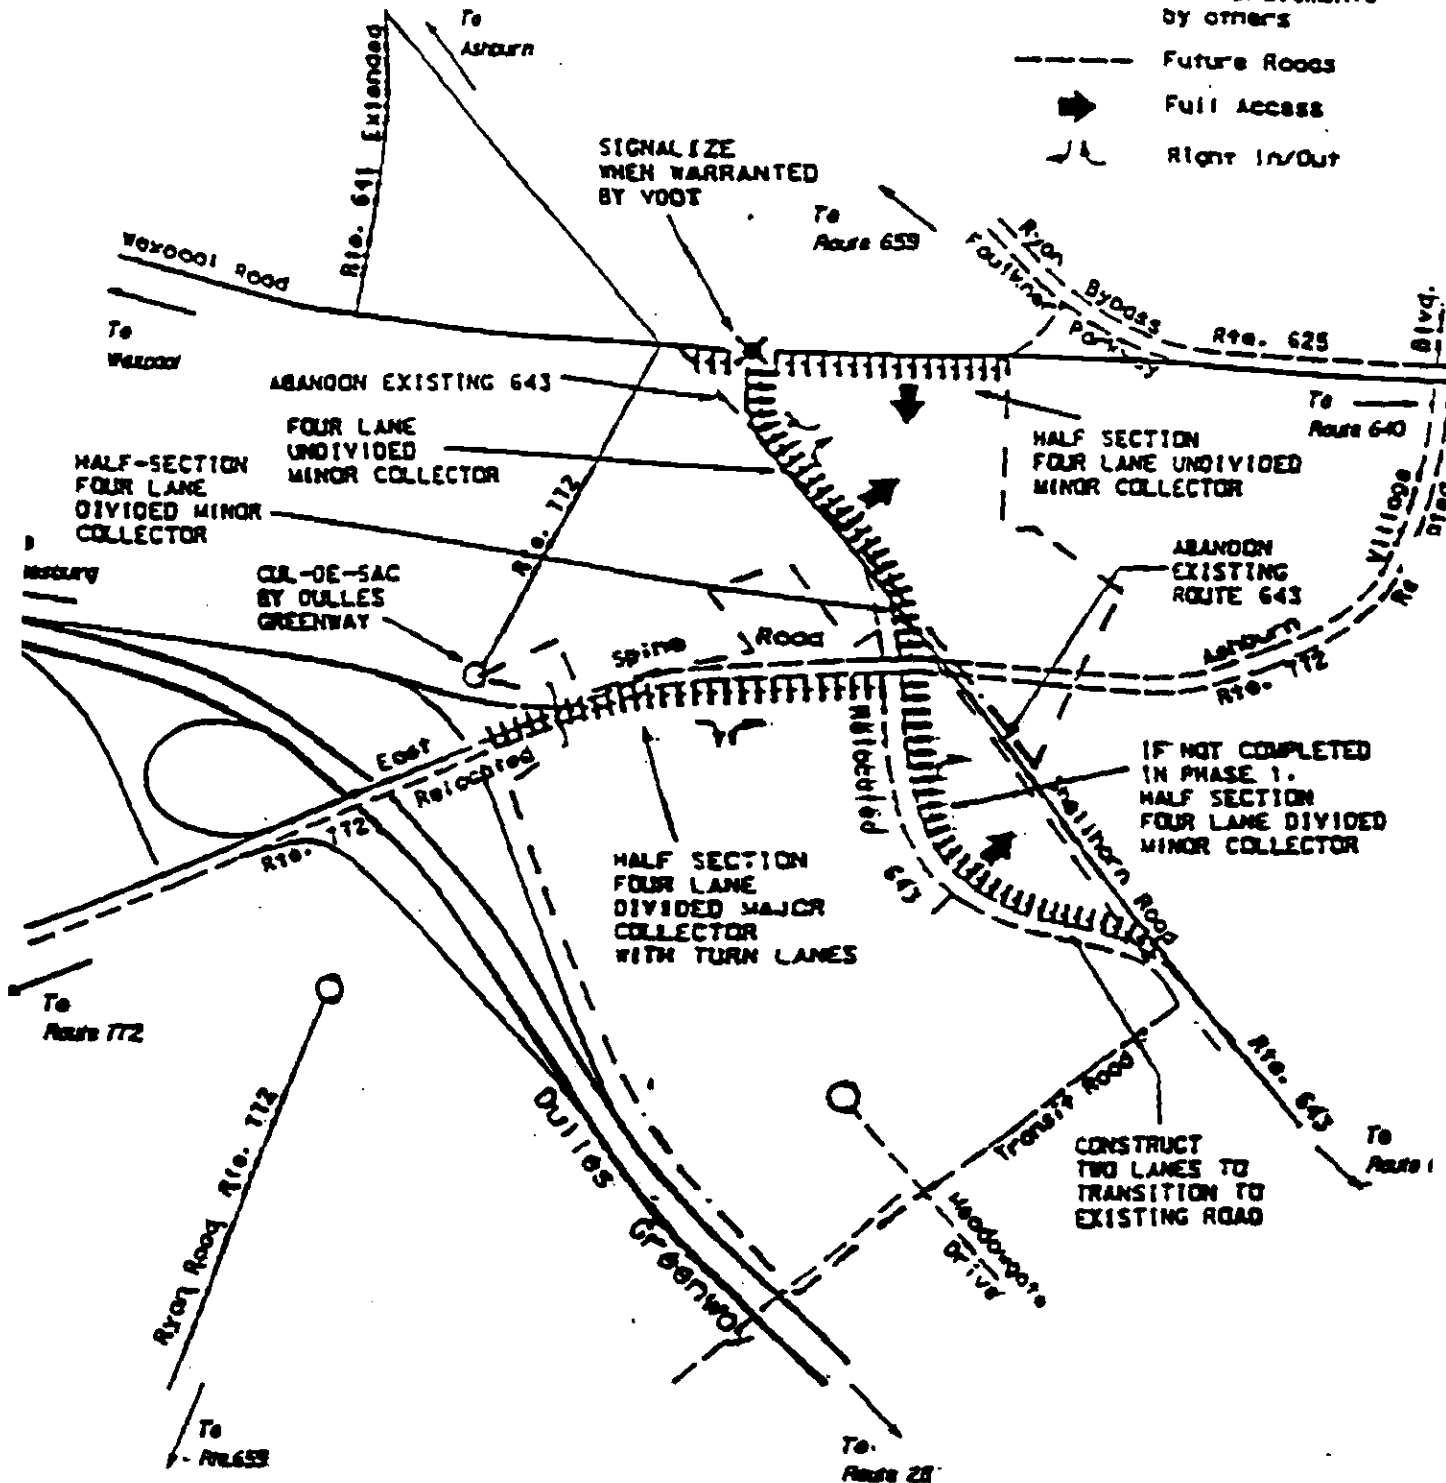 To
Ashburn
by others
Future Roads
Full Access
Right In/Out
Rte. 641 Extended
SIGNALIZE
WHEN WARRANTED
BY VDOT
To
Route 659
Waxpool Road
To
Waxpool
Ryan Bypass
Faulkner Parkwy
Rte. 625
Blvd.
ABANDON EXISTING 643
To
Route 640
FOUR LANE
UNDIVIDED
MINOR COLLECTOR
HALF SECTION
FOUR LANE UNDIVIDED
MINOR COLLECTOR
HALF-SECTION
FOUR LANE
DIVIDED MINOR
COLLECTOR
Rte. 772
Village
ABANDON
EXISTING
ROUTE 643
CUL-DE-SAC
BY DULLES
GREENWAY
Spine Road
Ashburn
Rte. 772
East
Relocated
Rte. 772
643
IF NOT COMPLETED
IN PHASE 1.
HALF SECTION
FOUR LANE DIVIDED
MINOR COLLECTOR
HALF SECTION
FOUR LANE
DIVIDED MAJOR
COLLECTOR
WITH TURN LANES
Road
To
Route 772
Rte. 643
To
Route
Ryan Road Rte. 772
Dulles
Greenway
Transit Road
CONSTRUCT
TWO LANES TO
TRANSITION TO
EXISTING ROAD
Meadowgate
Drive
To
Rte.659
To
Route 28